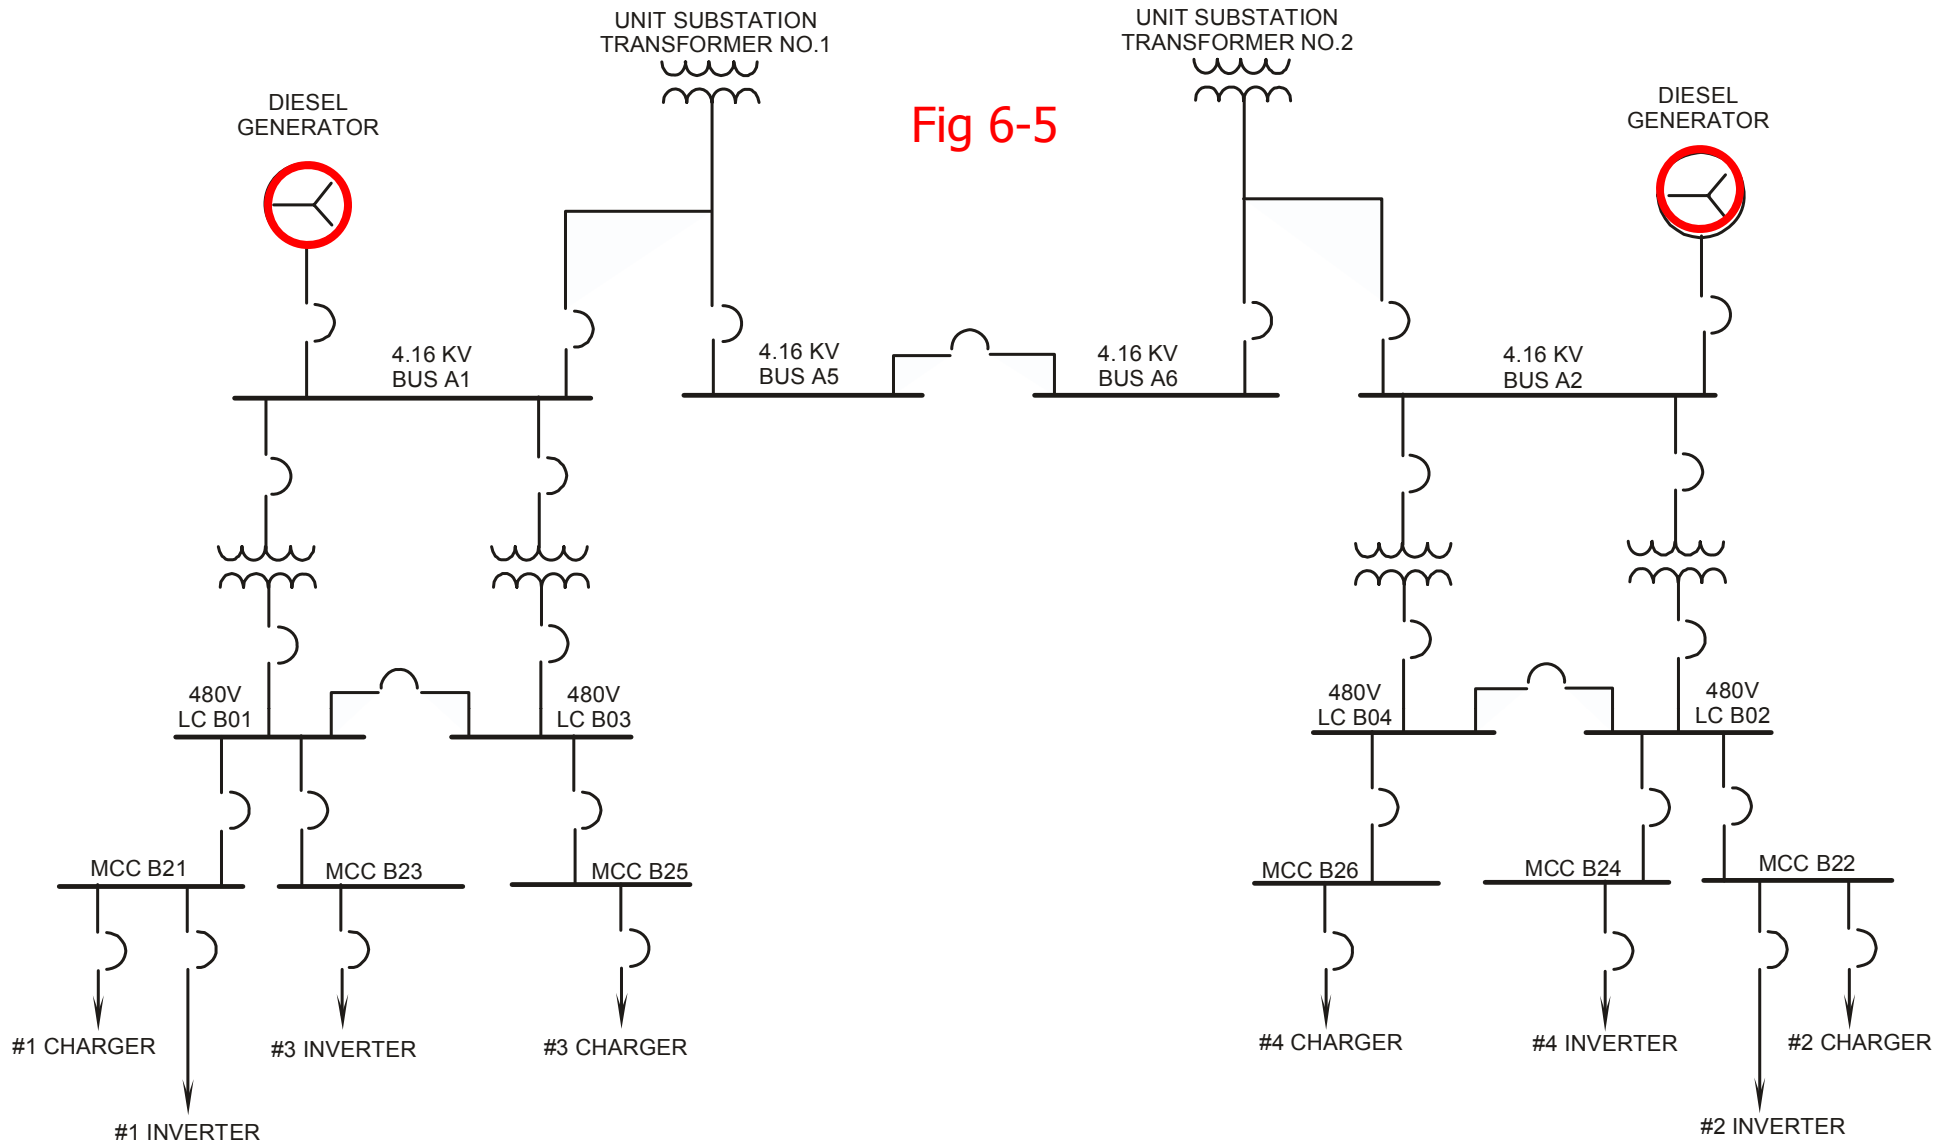 UNIT SUBSTATION
TRANSFORMER NO.1
UNIT SUBSTATION
TRANSFORMER NO.2
DIESEL
GENERATOR
Fig 6-5
DIESEL
GENERATOR
4.16 KV
BUS A1
4.16 KV
BUS A5
4.16 KV
BUS A6
4.16 KV
BUS A2
480V
LC B01
480V
LC B03
480V
LC B04
480V
LC B02
MCC B21
MCC B23
MCC B25
MCC B26
MCC B24
MCC B22
#1 CHARGER
#3 INVERTER
#3 CHARGER
#4 CHARGER
#4 INVERTER
#2 CHARGER
#1 INVERTER
#2 INVERTER